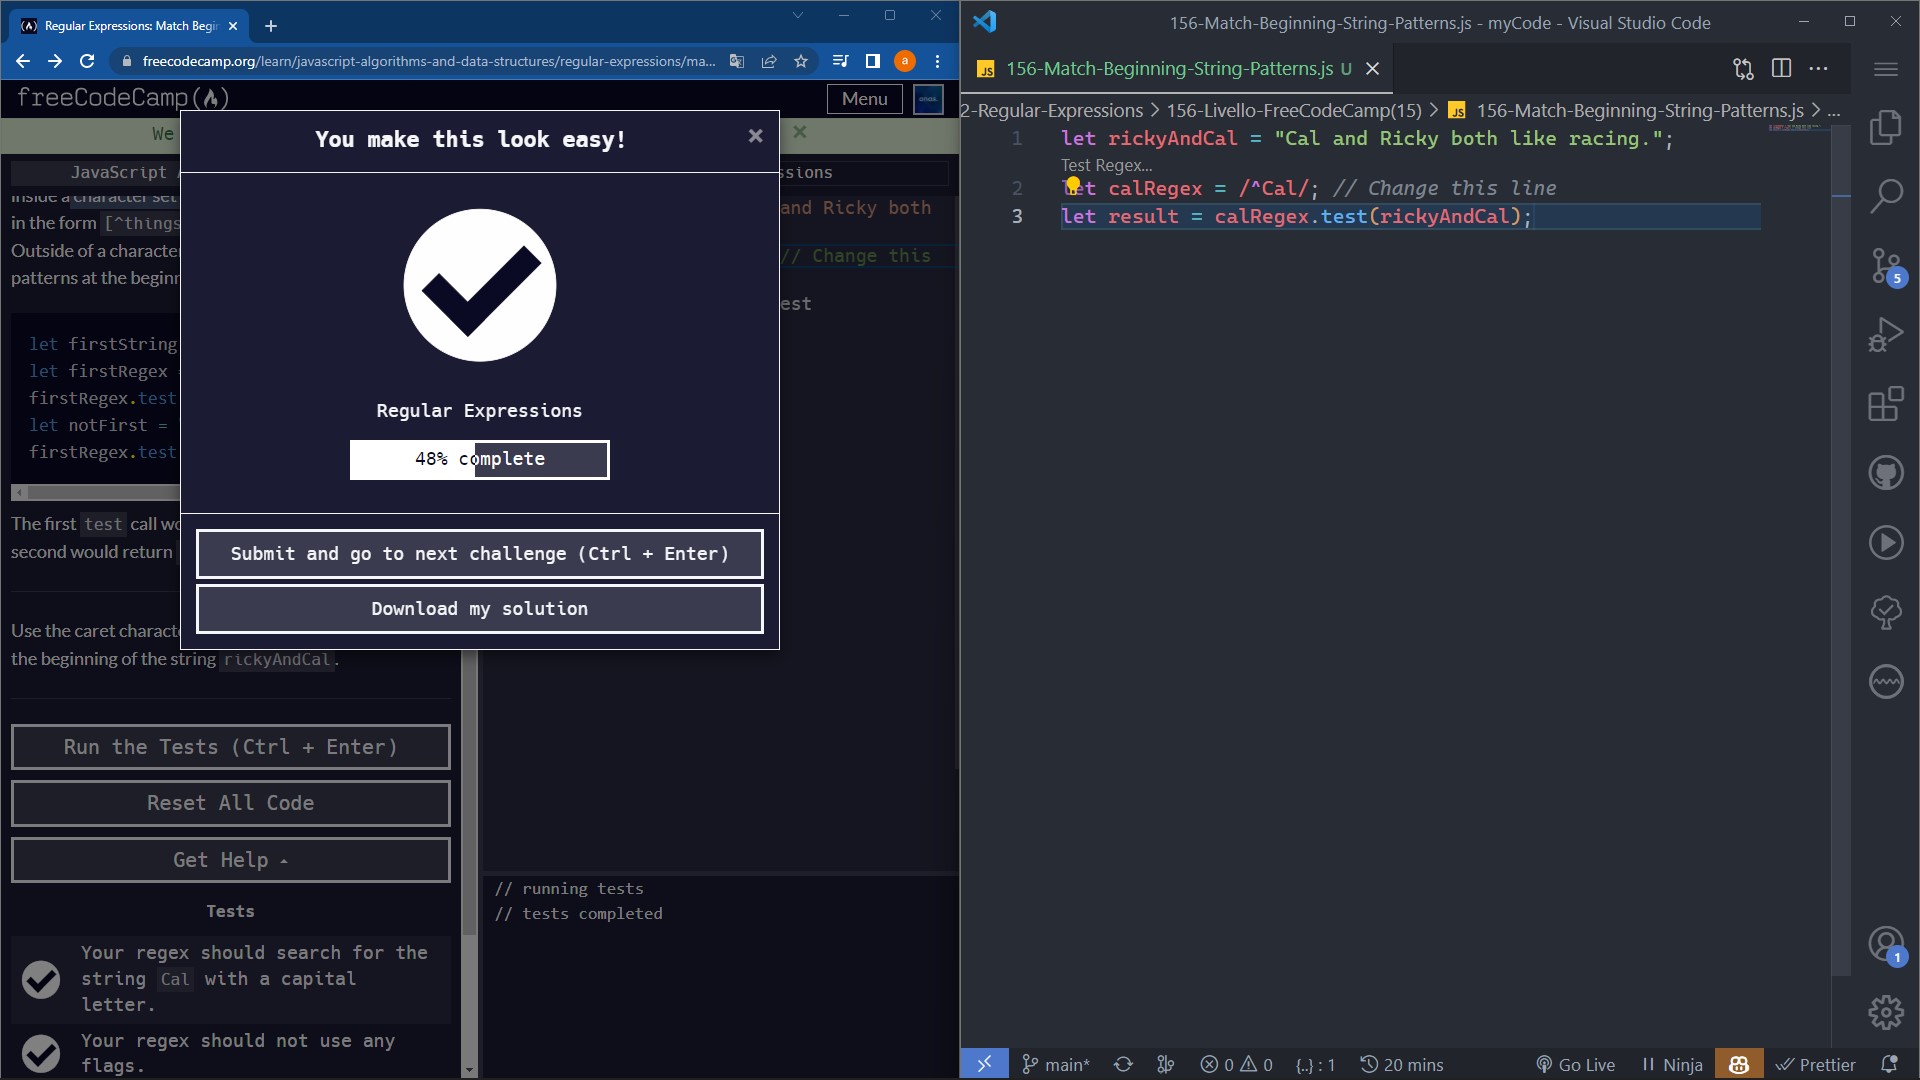 Regular Expressions: Match Begi
freecodecamp.org/learn/javascript-algorithms-and-data-structures/regular-expressions/ma...
a
freeCodeCamp
Menu
We
JavaScript
ssions
in the form [^things
Outside of a characte
patterns at the beginn
let firstString
let firstRegex =
firstRegex.test
let notFirst =
firstRegex.test
The first test call wo
second would return
Use the caret characte
the beginning of the string rickyAndCal.
Run the Tests (Ctrl + Enter)
Reset All Code
Get Help
Tests
Your regex should search for the
string Cal with a capital
letter.
Your regex should not use any
flags.
You make this look easy!
Regular Expressions
48% complete
Submit and go to next challenge (Ctrl + Enter)
Download my solution
and Ricky both
// Change this
est
// running tests
// tests completed
156-Match-Beginning-String-Patterns.js - myCode - Visual Studio Code
JS 156-Match-Beginning-String-Patterns.js U
2-Regular-Expressions > 156-Livello-FreeCodeCamp(15) > JS 156-Match-Beginning-String-Patterns.js > ...
1 let rickyAndCal = "Cal and Ricky both like racing.";
Test Regex...
2 let calRegex = /^Cal/; // Change this line
3 let result = calRegex.test(rickyAndCal);
5
1
main* 0 0 {..} : 1 20 mins Go Live Ninja Prettier